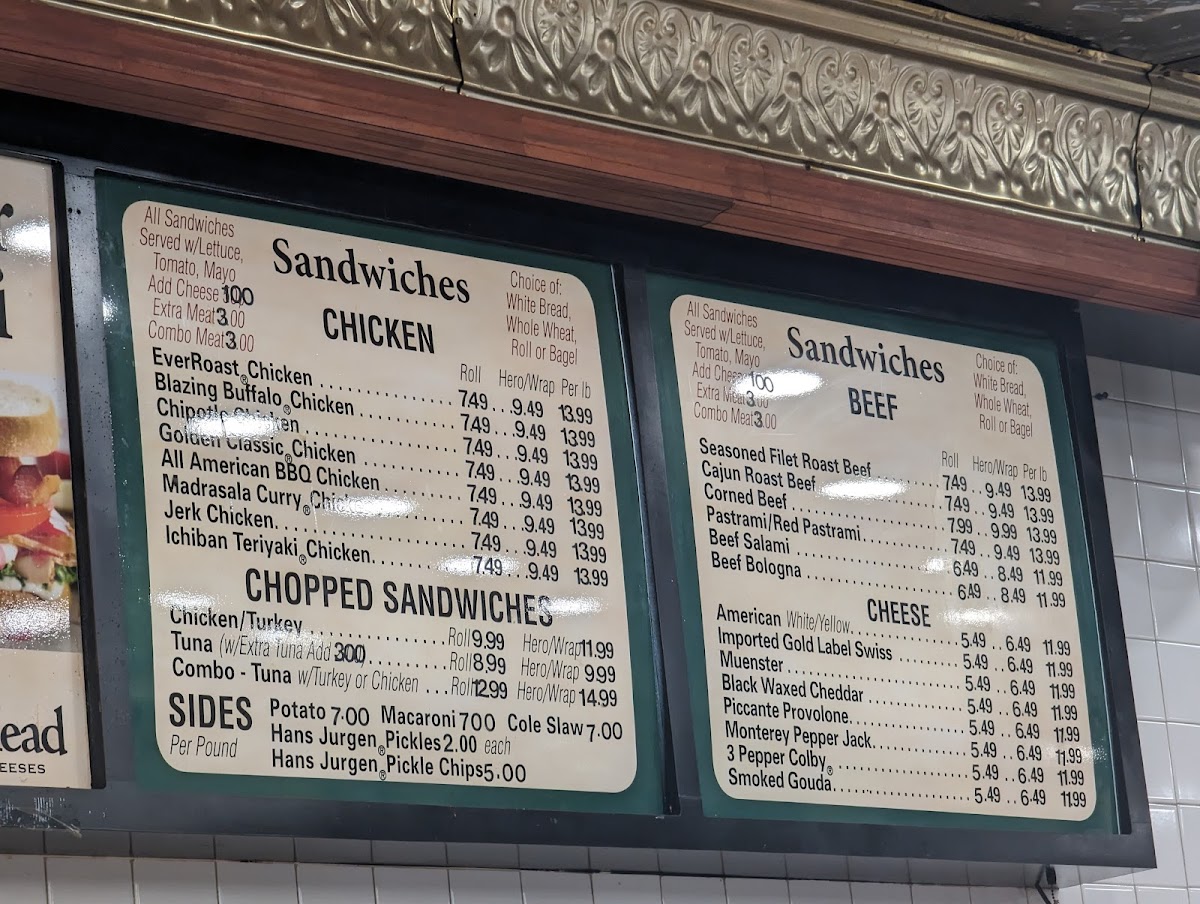 r
i
ead
EESES
All Sandwiches
Served w/Lettuce,
Tomato, Mayo
Add Cheese 1.00
Extra Meat 3.00
Combo Meat 3.00
Sandwiches
CHICKEN
Choice of:
White Bread,
Whole Wheat,
Roll or Bagel
Roll Hero/Wrap Per lb
EverRoast® Chicken .......... 7.49 ... 9.49 13.99
Blazing Buffalo® Chicken .......... 7.49 ... 9.49 13.99
Chipotle Chicken .......... 7.49 ... 9.49 13.99
Golden Classic® Chicken .......... 7.49 ... 9.49 13.99
All American BBQ Chicken .......... 7.49 ... 9.49 13.99
Madrasala Curry® Chicken .......... 7.49 ... 9.49 13.99
Jerk Chicken .......... 7.49 ... 9.49 13.99
Ichiban Teriyaki® Chicken .......... 7.49 ... 9.49 13.99
CHOPPED SANDWICHES
Chicken/Turkey .......... Roll 9.99 Hero/Wrap 11.99
Tuna (w/Extra Tuna Add 3.00) .......... Roll 8.99 Hero/Wrap 9.99
Combo - Tuna w/Turkey or Chicken ... Roll 12.99 Hero/Wrap 14.99
SIDES
Per Pound
Potato 7.00 Macaroni 7.00 Cole Slaw 7.00
Hans Jurgen® Pickles 2.00 each
Hans Jurgen® Pickle Chips 5.00
All Sandwiches
Served w/Lettuce,
Tomato, Mayo
Add Cheese 1.00
Extra Meat 3.00
Combo Meat 3.00
Sandwiches
BEEF
Choice of:
White Bread,
Whole Wheat,
Roll or Bagel
Roll Hero/Wrap Per lb
Seasoned Filet Roast Beef .......... 7.49 .. 9.49 13.99
Cajun Roast Beef .......... 7.49 .. 9.49 13.99
Corned Beef .......... 7.99 .. 9.99 13.99
Pastrami/Red Pastrami .......... 7.49 .. 9.49 13.99
Beef Salami .......... 6.49 .. 8.49 11.99
Beef Bologna .......... 6.49 .. 8.49 11.99
CHEESE
American White/Yellow .......... 5.49 .. 6.49 11.99
Imported Gold Label Swiss .......... 5.49 .. 6.49 11.99
Muenster .......... 5.49 .. 6.49 11.99
Black Waxed Cheddar .......... 5.49 .. 6.49 11.99
Piccante Provolone .......... 5.49 .. 6.49 11.99
Monterey Pepper Jack .......... 5.49 .. 6.49 11.99
3 Pepper Colby® .......... 5.49 .. 6.49 11.99
Smoked Gouda .......... 5.49 .. 6.49 11.99